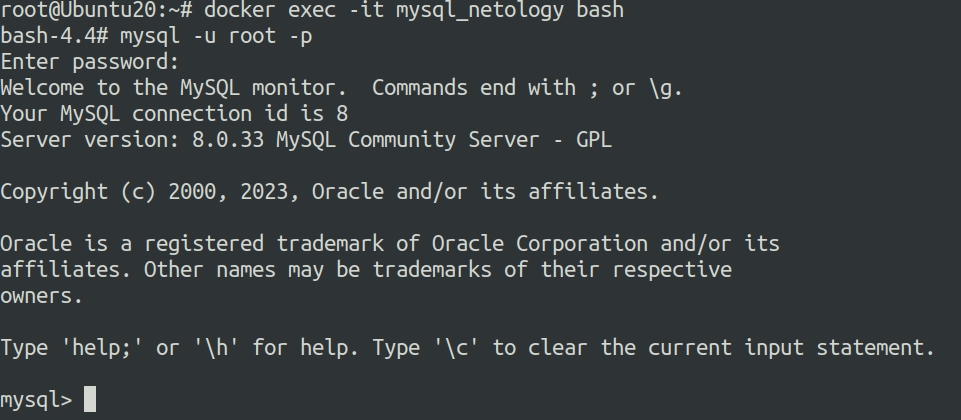 root@Ubuntu20:~# docker exec -it mysql_netology bash
bash-4.4# mysql -u root -p
Enter password:
Welcome to the MySQL monitor.  Commands end with ; or \g.
Your MySQL connection id is 8
Server version: 8.0.33 MySQL Community Server - GPL

Copyright (c) 2000, 2023, Oracle and/or its affiliates.

Oracle is a registered trademark of Oracle Corporation and/or its
affiliates. Other names may be trademarks of their respective
owners.

Type 'help;' or '\h' for help. Type '\c' to clear the current input statement.

mysql>